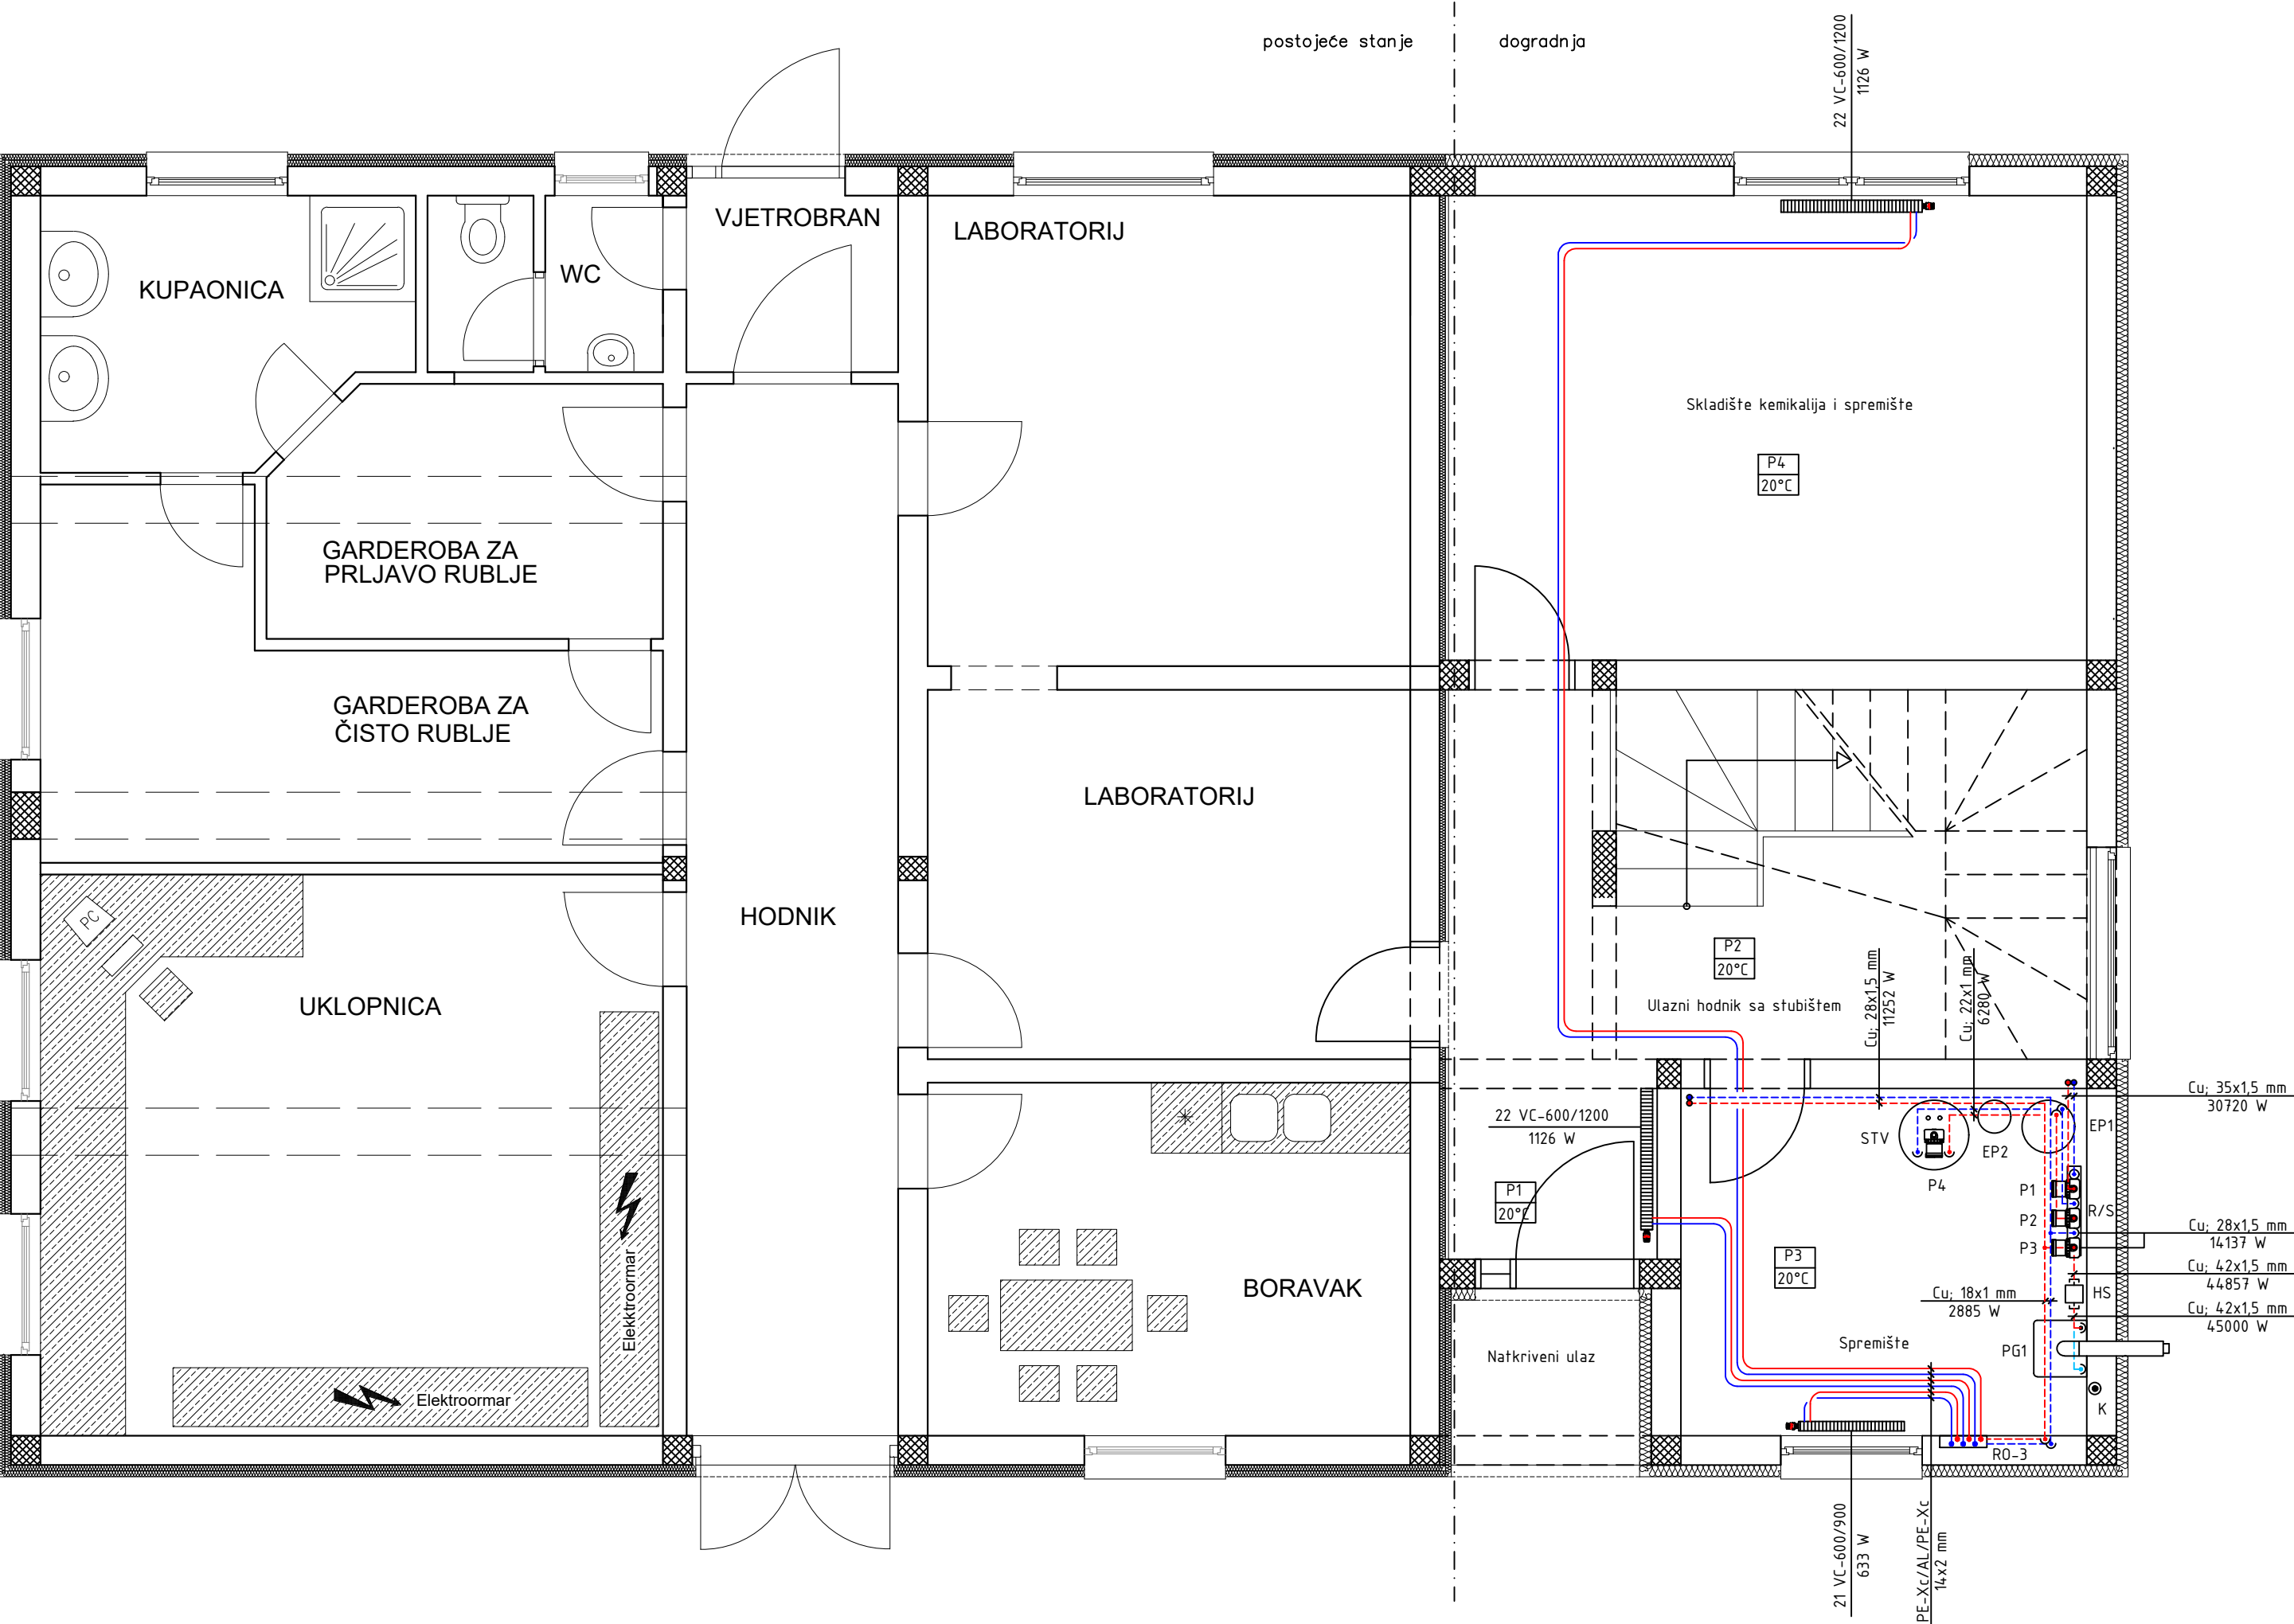 postojeće stanje
dogradnja
22 VC-600/1200
1126 W
VJETROBRAN
LABORATORIJ
WC
KUPAONICA
Skladište kemikalija i spremište
P4
20°C
GARDEROBA ZA
PRLJAVO RUBLJE
GARDEROBA ZA
ČISTO RUBLJE
LABORATORIJ
PC
HODNIK
UKLOPNICA
P2
20°C
Ulazni hodnik sa stubištem
Cu; 28x1,5 mm
11252 W
Cu; 22x1 mm
6280 W
Cu; 35x1,5 mm
30720 W
22 VC-600/1200
1126 W
STV
EP2
EP1
P4
P1
20°C
P1
R/S
P2
P3
Cu; 28x1,5 mm
14137 W
P3
20°C
Cu; 42x1,5 mm
44857 W
Cu; 18x1 mm
2885 W
HS
Cu; 42x1,5 mm
45000 W
BORAVAK
Elektroormar
Elektroormar
Natkriveni ulaz
Spremište
PG1
K
RO-3
21 VC-600/900
633 W
PE-Xc/AL/PE-Xc
14x2 mm